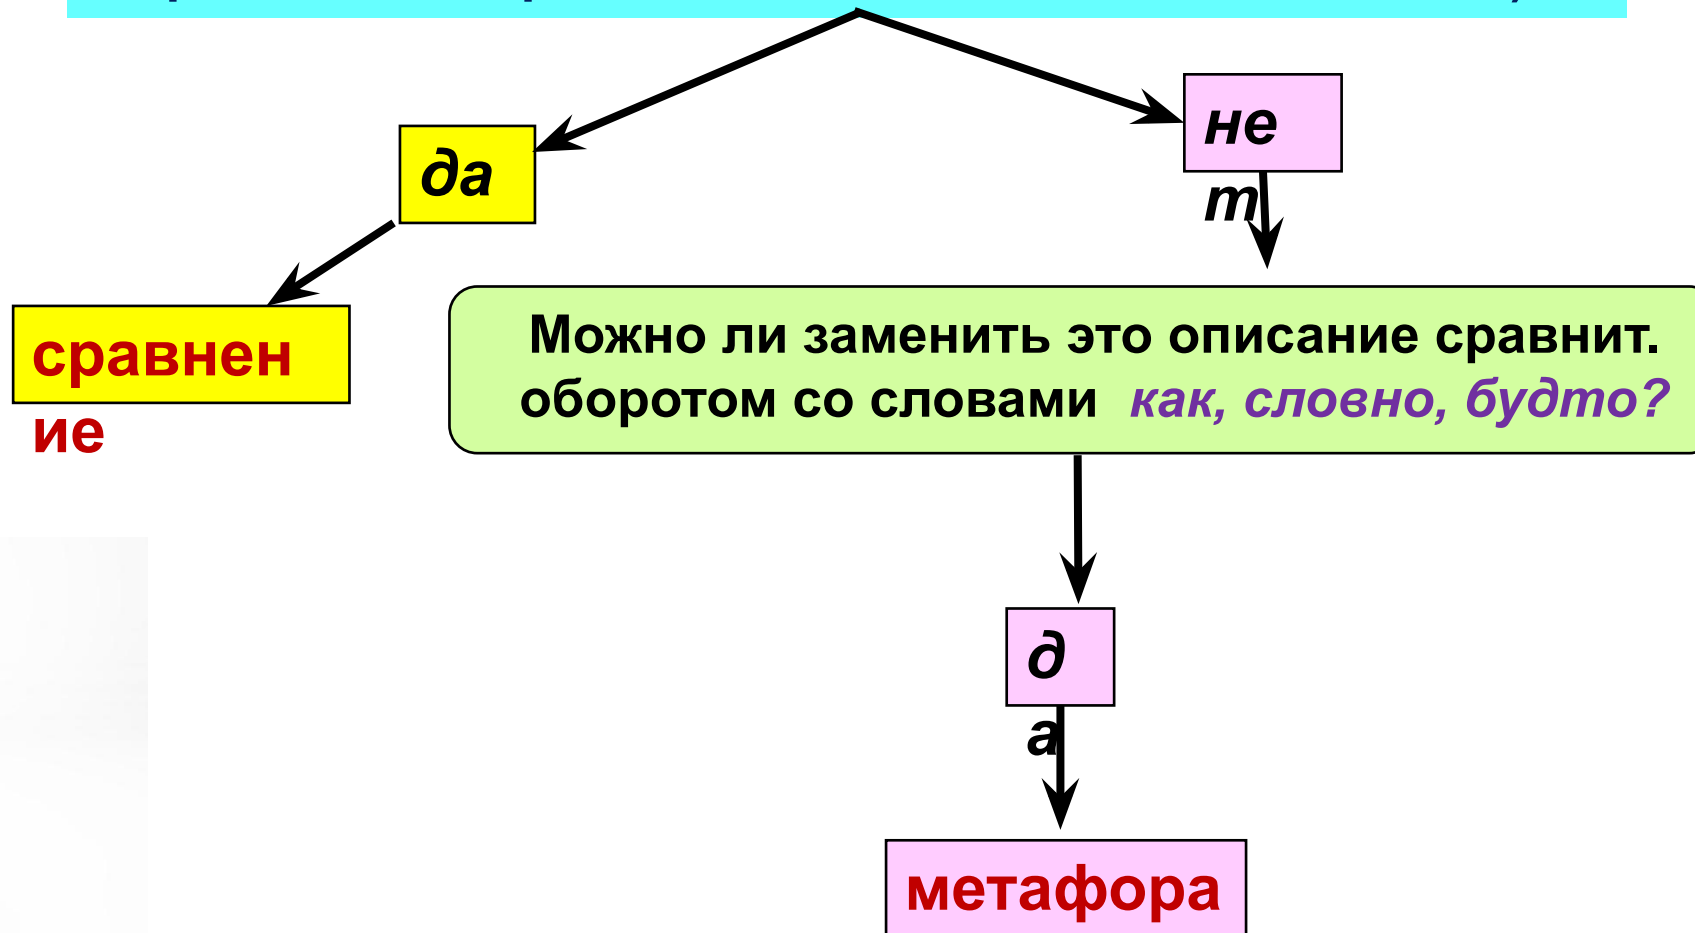 да
не
т
сравнен
ие
Можно ли заменить это описание сравнит.
оборотом со словами как, словно, будто?
д
а
метафора